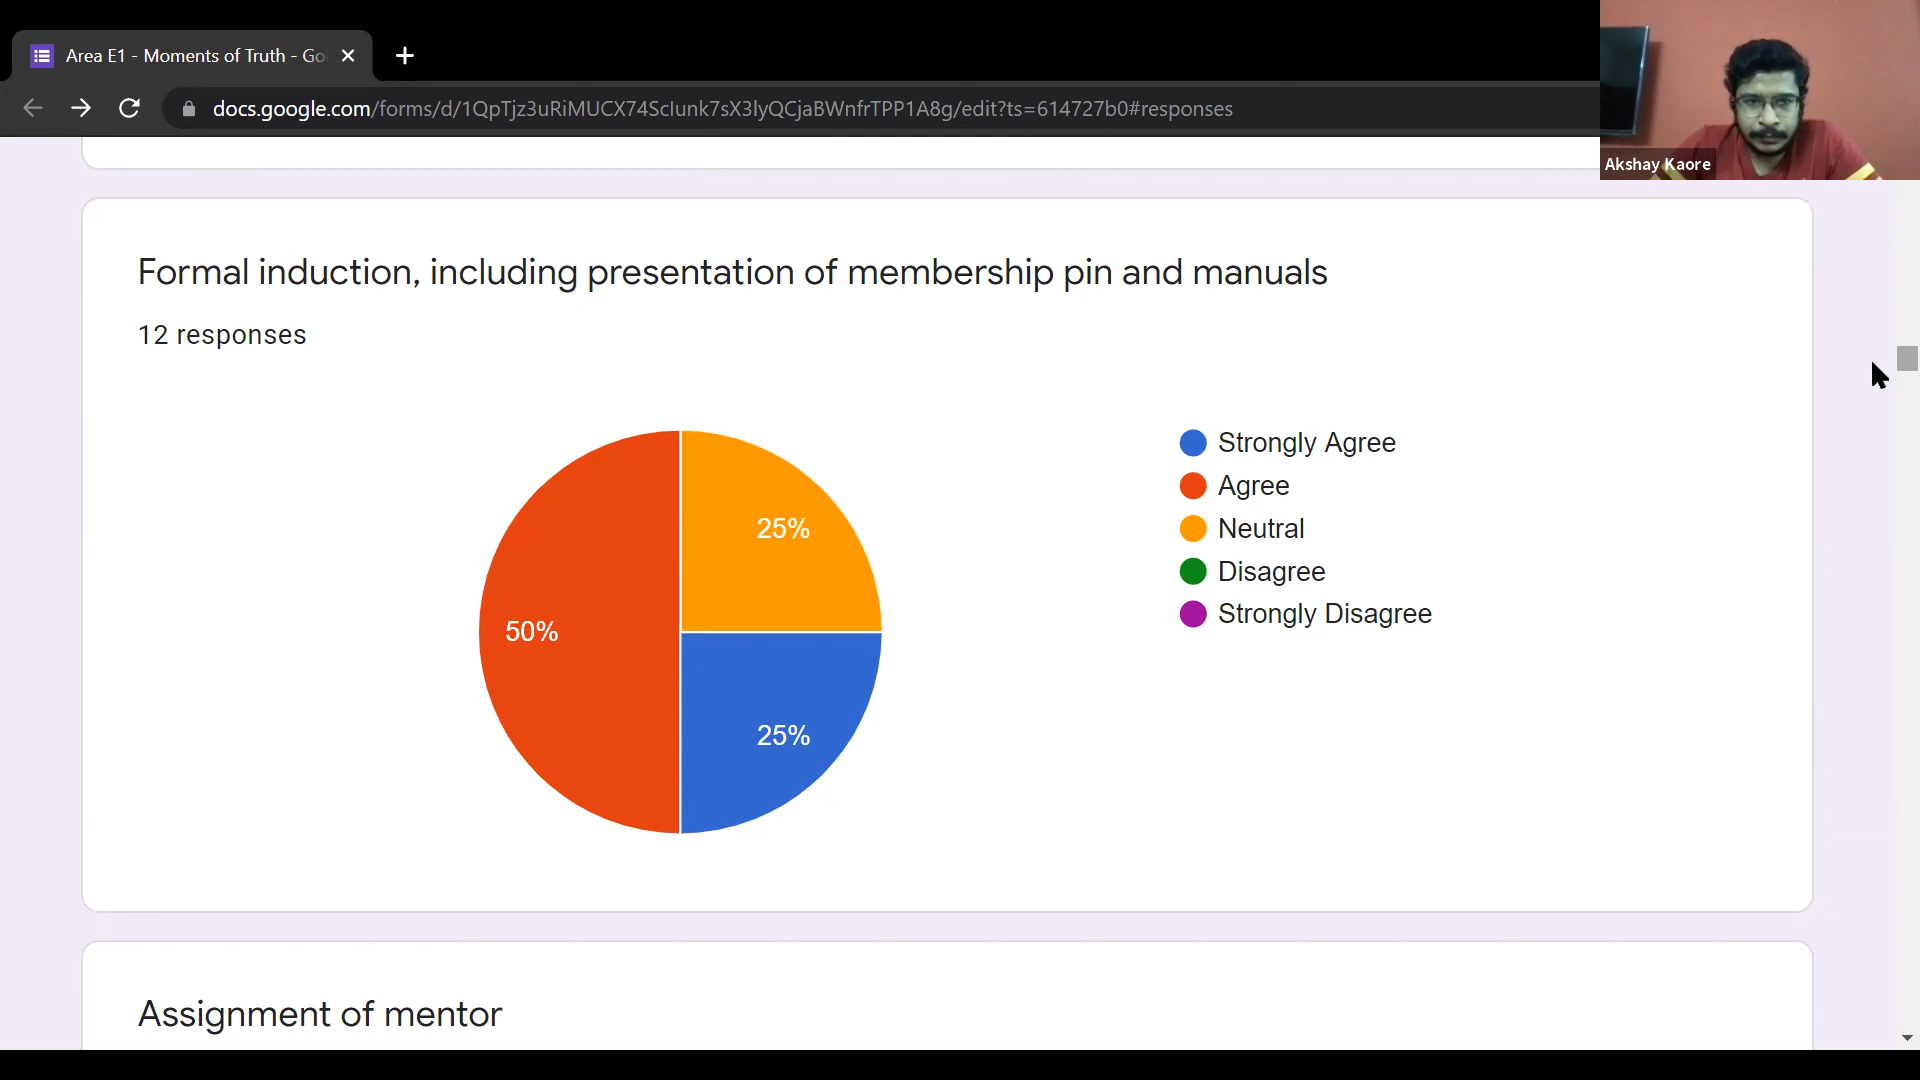 Area E1 - Moments of Truth - Go
docs.google.com/forms/d/1QpTjz3uRiMUCX74ScIunk7sX3lyQCjaBWnfrTPP1A8g/edit?ts=614727b0#responses
Akshay Kaore
Formal induction, including presentation of membership pin and manuals
12 responses
25%
50%
25%
Strongly Agree
Agree
Neutral
Disagree
Strongly Disagree
Assignment of mentor